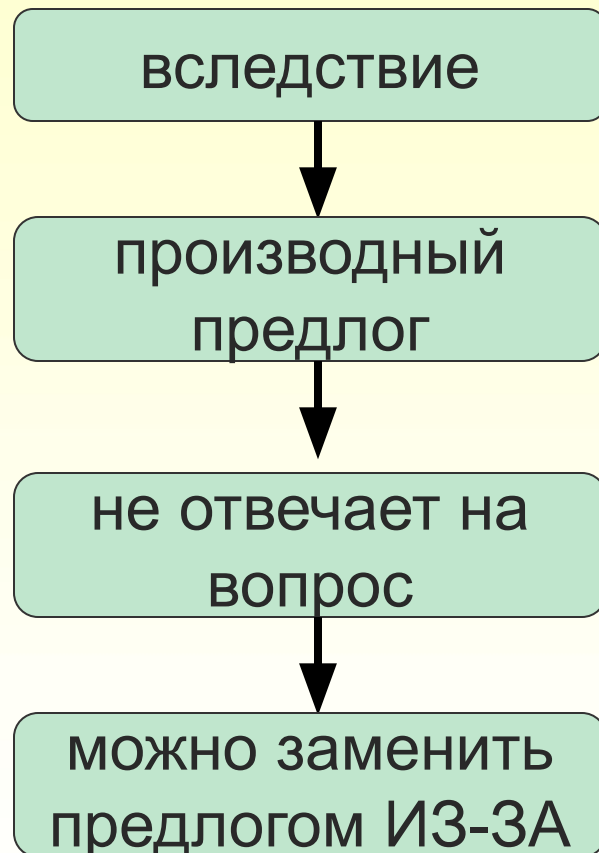 вследствие
производный
предлог
не отвечает на
вопрос
можно заменить
предлогом ИЗ-ЗА